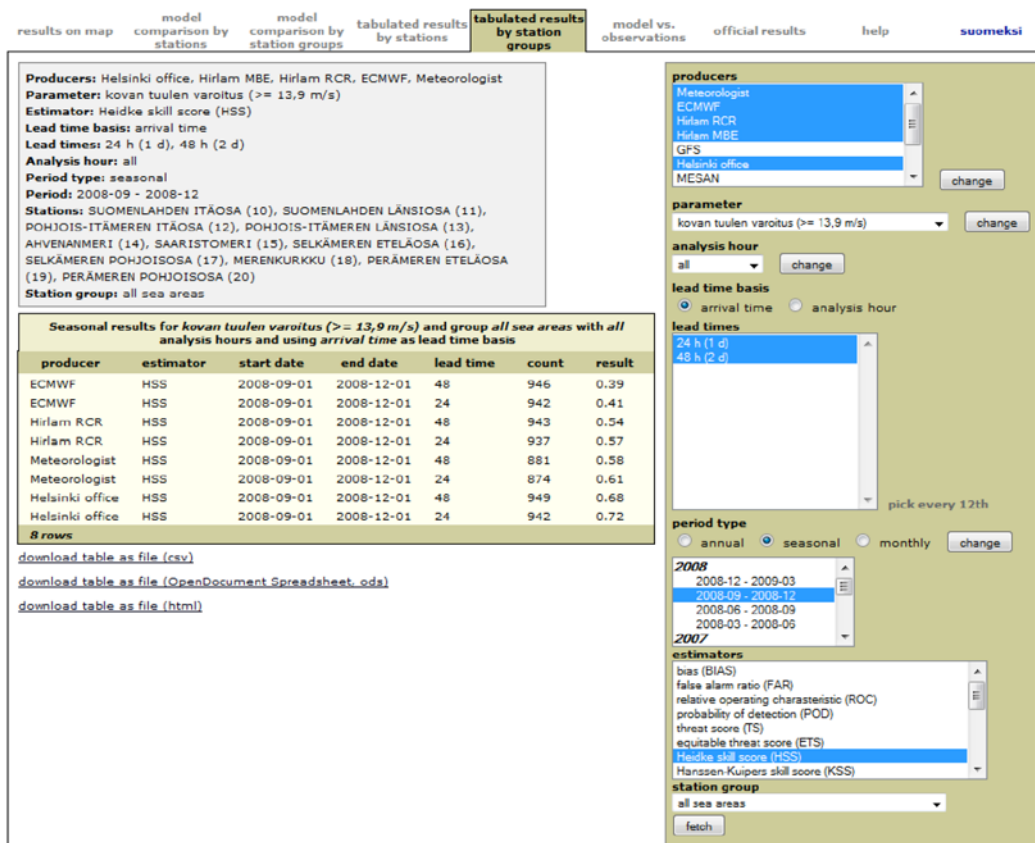 results on map
model comparison by stations
model comparison by station groups
tabulated results by stations
tabulated results by station groups
model vs. observations
official results
help
suomeksi
Producers: Helsinki office, Hirlam MBE, Hirlam RCR, ECMWF, Meteorologist
Parameter: kovan tuulen varoitus (>= 13,9 m/s)
Estimator: Heidke skill score (HSS)
Lead time basis: arrival time
Lead times: 24 h (1 d), 48 h (2 d)
Analysis hour: all
Period type: seasonal
Period: 2008-09 - 2008-12
Stations: SUOMENLAHDEN ITÄOSA (10), SUOMENLAHDEN LÄNSIOSA (11),
POHJOIS-ITÄMEREN ITÄOSA (12), POHJOIS-ITÄMEREN LÄNSIOSA (13),
AHVENANMERI (14), SAARISTOMERI (15), SELKÄMEREN ETELÄOSA (16),
SELKÄMEREN POHJOISOSA (17), MERENKURKKU (18), PERÄMEREN ETELÄOSA
(19), PERÄMEREN POHJOISOSA (20)
Station group: all sea areas
Seasonal results for kovan tuulen varoitus (>= 13,9 m/s) and group all sea areas with all
analysis hours and using arrival time as lead time basis
producer estimator start date end date lead time count result
ECMWF HSS 2008-09-01 2008-12-01 48 946 0.39
ECMWF HSS 2008-09-01 2008-12-01 24 942 0.41
Hirlam RCR HSS 2008-09-01 2008-12-01 48 943 0.54
Hirlam RCR HSS 2008-09-01 2008-12-01 24 937 0.57
Meteorologist HSS 2008-09-01 2008-12-01 48 881 0.58
Meteorologist HSS 2008-09-01 2008-12-01 24 874 0.61
Helsinki office HSS 2008-09-01 2008-12-01 48 949 0.68
Helsinki office HSS 2008-09-01 2008-12-01 24 942 0.72
8 rows
download table as file (csv)
download table as file (OpenDocument Spreadsheet, ods)
download table as file (html)
producers
Meteorologist
ECMWF
Hirlam RCR
Hirlam MBE
GFS
Helsinki office
MESAN
change
parameter
kovan tuulen varoitus (>= 13,9 m/s)
change
analysis hour
all
change
lead time basis
arrival time analysis hour
lead times
24 h (1 d)
48 h (2 d)
pick every 12th
period type
annual seasonal monthly change
2008
2008-12 - 2009-03
2008-09 - 2008-12
2008-06 - 2008-09
2008-03 - 2008-06
2007
estimators
bias (BIAS)
false alarm ratio (FAR)
relative operating charasteristic (ROC)
probability of detection (POD)
threat score (TS)
equitable threat score (ETS)
Heidke skill score (HSS)
Hanssen-Kuipers skill score (KSS)
station group
all sea areas
fetch